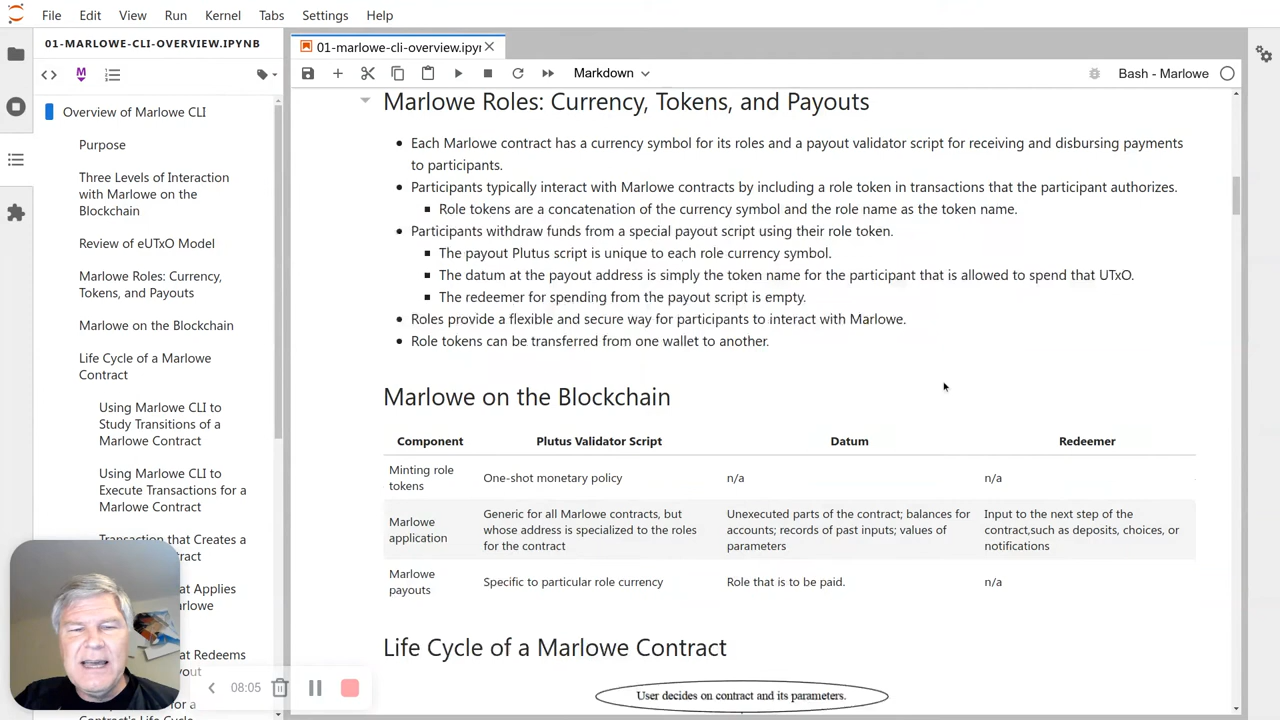 File Edit View Run Kernel Tabs Settings Help
01-MARLOWE-CLI-OVERVIEW.IPYNB
01-marlowe-cli-overview.ipyr
Markdown
Bash - Marlowe
Overview of Marlowe CLI
Purpose
Three Levels of Interaction
with Marlowe on the
Blockchain
Review of eUTxO Model
Marlowe Roles: Currency,
Tokens, and Payouts
Marlowe on the Blockchain
Life Cycle of a Marlowe
Contract
Using Marlowe CLI to
Study Transitions of a
Marlowe Contract
Using Marlowe CLI to
Execute Transactions for a
Marlowe Contract
Transaction that Creates a
at Applies
rlowe
at Redeems
out
for a
Contract's Life Cycle
08:05
Marlowe Roles: Currency, Tokens, and Payouts
• Each Marlowe contract has a currency symbol for its roles and a payout validator script for receiving and disbursing payments
to participants.
• Participants typically interact with Marlowe contracts by including a role token in transactions that the participant authorizes.
▪ Role tokens are a concatenation of the currency symbol and the role name as the token name.
• Participants withdraw funds from a special payout script using their role token.
▪ The payout Plutus script is unique to each role currency symbol.
▪ The datum at the payout address is simply the token name for the participant that is allowed to spend that UTxO.
▪ The redeemer for spending from the payout script is empty.
• Roles provide a flexible and secure way for participants to interact with Marlowe.
• Role tokens can be transferred from one wallet to another.
Marlowe on the Blockchain
Component Plutus Validator Script Datum Redeemer
Minting role
tokens
One-shot monetary policy
n/a
n/a
Marlowe
application
Generic for all Marlowe contracts, but
whose address is specialized to the roles
for the contract
Unexecuted parts of the contract; balances for
accounts; records of past inputs; values of
parameters
Input to the next step of the
contract,such as deposits, choices, or
notifications
Marlowe
payouts
Specific to particular role currency
Role that is to be paid.
n/a
Life Cycle of a Marlowe Contract
User decides on contract and its parameters.